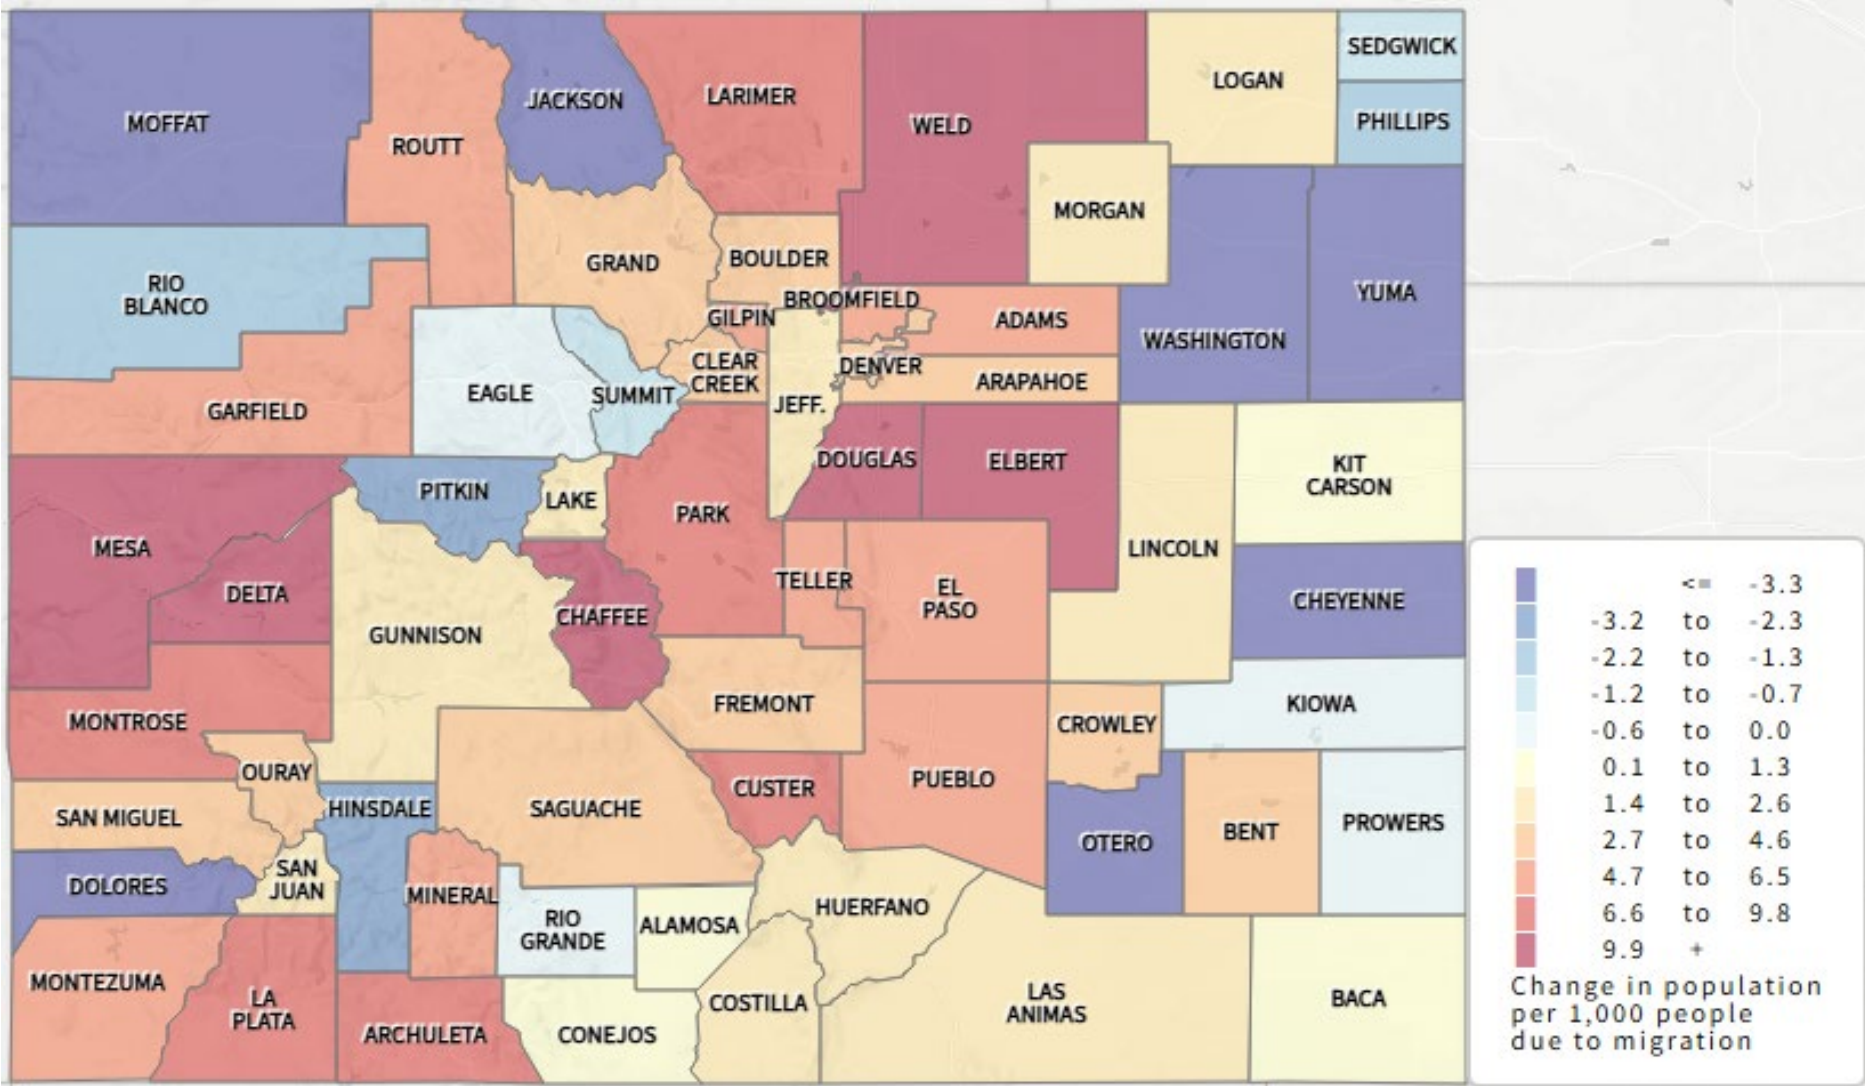 SEDGWICK
LOGAN
JACKSON
LARIMER
MOFFAT
PHILLIPS
WELD
ROUTT
MORGAN
GRAND
BOULDER
RIO
BLANCO
YUMA
BROOMFIELD
GILPIN
ADAMS
WASHINGTON
CLEAR
CREEK
DENVER
ARAPAHOE
EAGLE
SUMMIT
JEFF.
GARFIELD
DOUGLAS
ELBERT
KIT
CARSON
PITKIN
LAKE
PARK
MESA
LINCOLN
DELTA
TELLER
EL
PASO
CHEYENNE
CHAFFEE
GUNNISON
FREMONT
KIOWA
MONTROSE
CROWLEY
OURAY
PUEBLO
CUSTER
SAN MIGUEL
HINSDALE
SAGUACHE
PROWERS
BENT
OTERO
DOLORES
SAN
JUAN
MINERAL
HUERFANO
RIO
GRANDE
ALAMOSA
MONTEZUMA
LA
PLATA
COSTILLA
LAS
ANIMAS
BACA
ARCHULETA
CONEJOS
<= -3.3
-3.2 to -2.3
-2.2 to -1.3
-1.2 to -0.7
-0.6 to 0.0
0.1 to 1.3
1.4 to 2.6
2.7 to 4.6
4.7 to 6.5
6.6 to 9.8
9.9 +
Change in population
per 1,000 people
due to migration